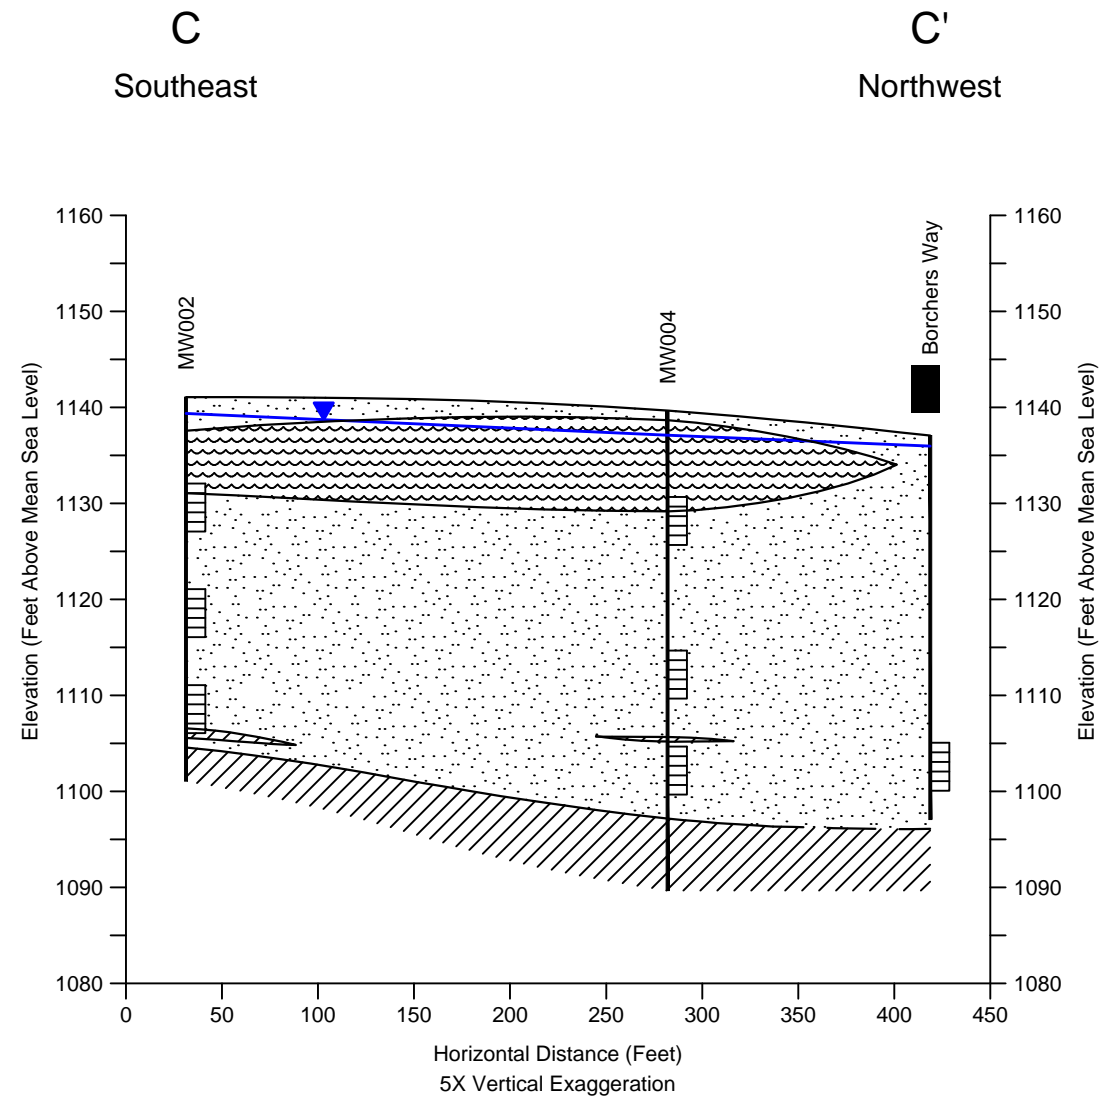 C
C'
Southeast
Northwest
1160
1150
1140
1130
1120
1110
1100
1090
1080
Elevation (Feet Above Mean Sea Level)
MW002
MW004
Borchers Way
1160
1150
1140
1130
1120
1110
1100
1090
1080
Elevation (Feet Above Mean Sea Level)
0
50
100
150
200
250
300
350
400
450
Horizontal Distance (Feet)
5X Vertical Exaggeration